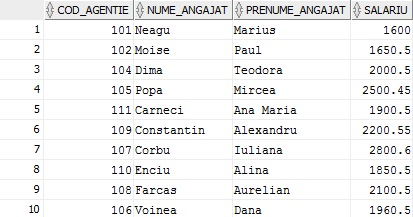 COD_AGENTIE NUME_ANGAJAT PRENUME_ANGAJAT SALARIU
1 101 Neagu Marius 1600
2 102 Moise Paul 1650.5
3 104 Dima Teodora 2000.5
4 105 Popa Mircea 2500.45
5 111 Carneci Ana Maria 1900.5
6 109 Constantin Alexandru 2200.55
7 107 Corbu Iuliana 2800.6
8 110 Enciu Alina 1850.5
9 108 Farcas Aurelian 2100.5
10 106 Voinea Dana 1960.5